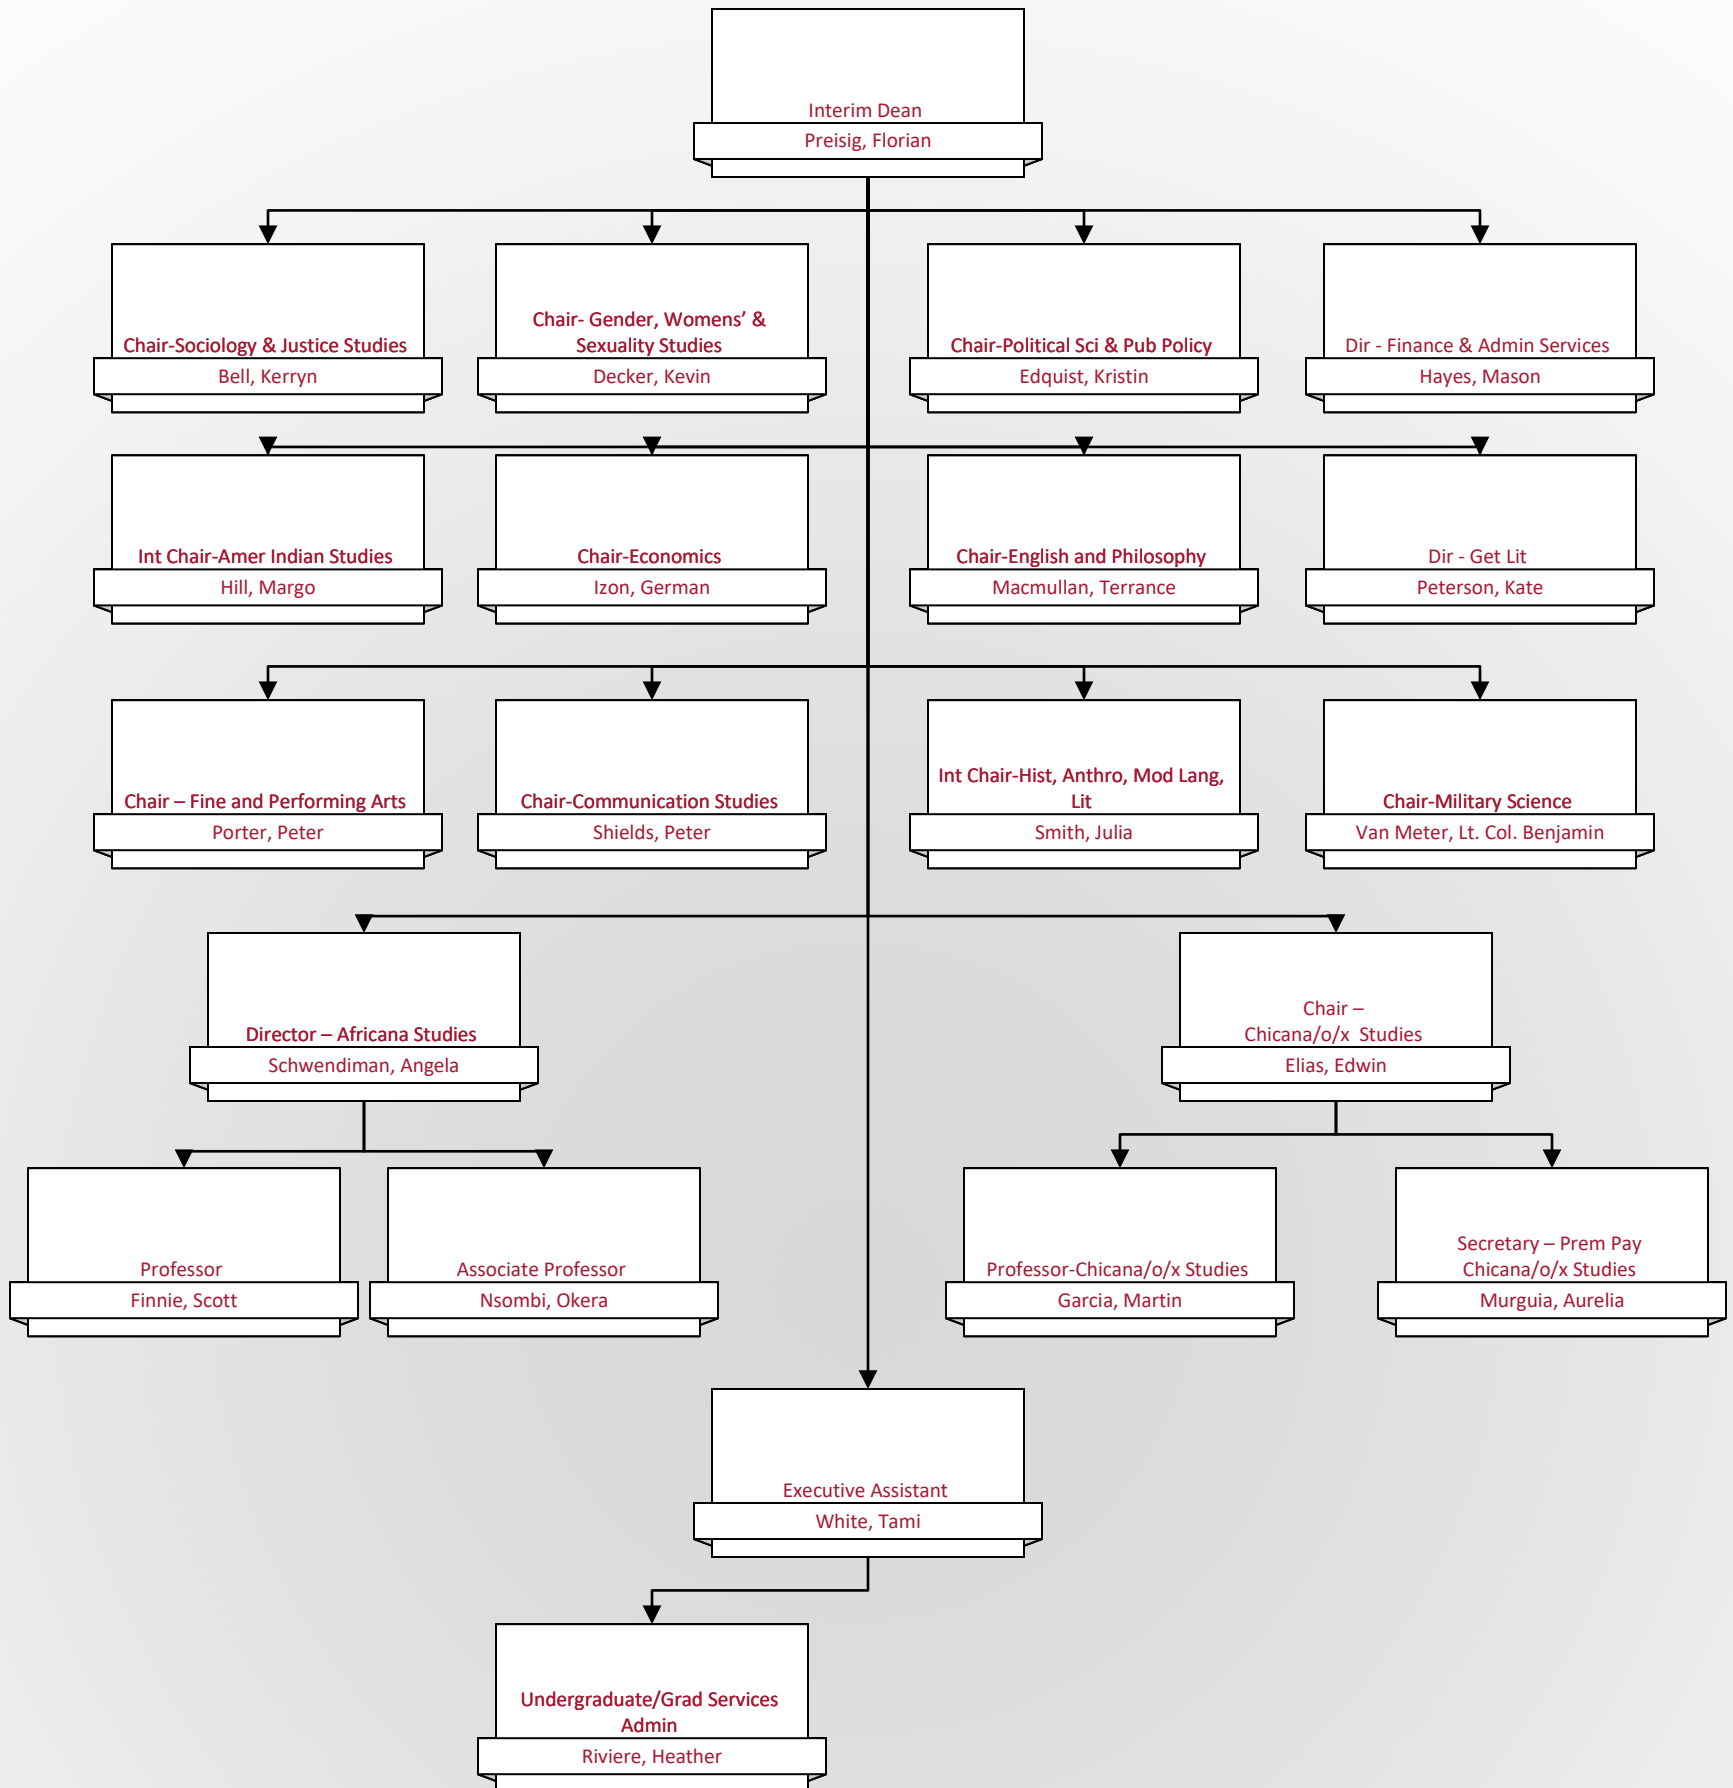 Interim Dean
Preisig, Florian
Chair-Sociology & Justice Studies
Bell, Kerryn
Chair- Gender, Womens’ &
Sexuality Studies
Decker, Kevin
Chair-Political Sci & Pub Policy
Edquist, Kristin
Dir - Finance & Admin Services
Hayes, Mason
Int Chair-Amer Indian Studies
Hill, Margo
Chair-Economics
Izon, German
Chair-English and Philosophy
Macmullan, Terrance
Dir - Get Lit
Peterson, Kate
Chair – Fine and Performing Arts
Porter, Peter
Chair-Communication Studies
Shields, Peter
Int Chair-Hist, Anthro, Mod Lang,
Lit
Smith, Julia
Chair-Military Science
Van Meter, Lt. Col. Benjamin
Director – Africana Studies
Schwendiman, Angela
Chair –
Chicana/o/x  Studies
Elias, Edwin
Professor
Finnie, Scott
Associate Professor
Nsombi, Okera
Professor-Chicana/o/x Studies
Garcia, Martin
Secretary – Prem Pay
Chicana/o/x Studies
Murguia, Aurelia
Executive Assistant
White, Tami
Undergraduate/Grad Services
Admin
Riviere, Heather